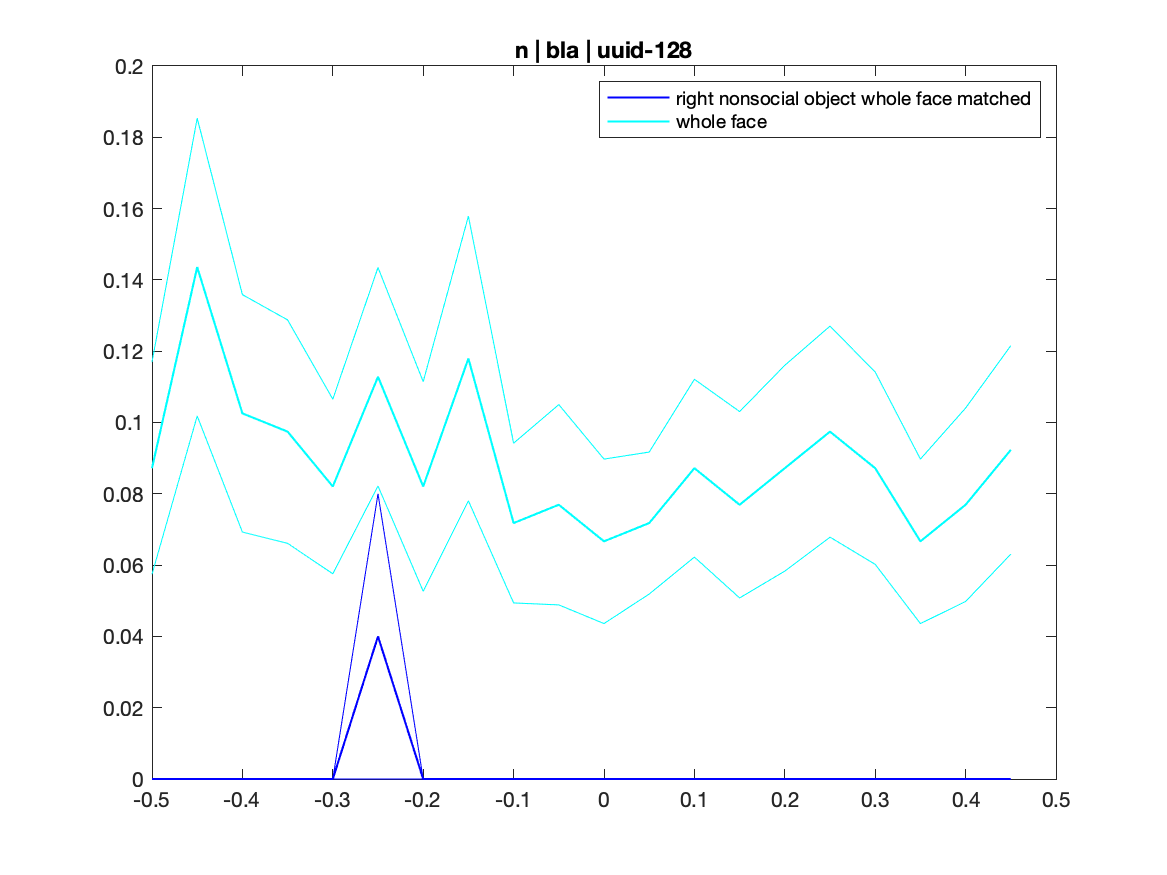 n | bla | uuid-128
right nonsocial object whole face matched
whole face
0.2
0.18
0.16
0.14
0.12
0.1
0.08
0.06
0.04
0.02
0
-0.5 -0.4 -0.3 -0.2 -0.1 0 0.1 0.2 0.3 0.4 0.5